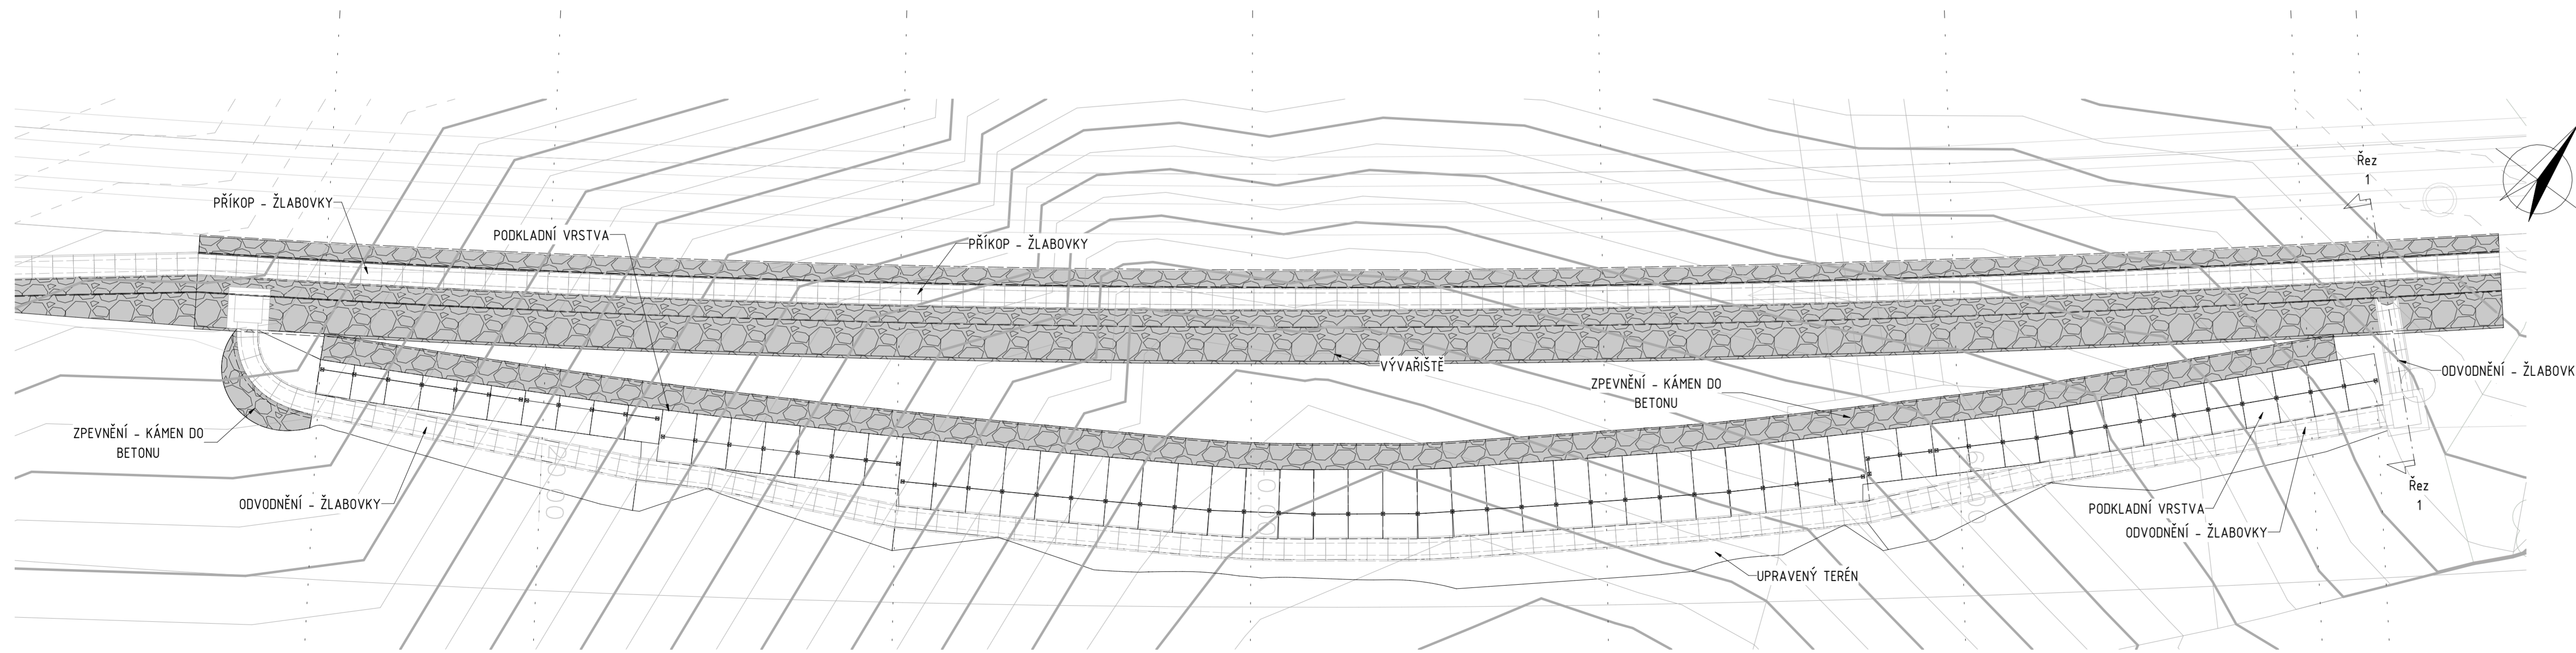 PŘÍKOP - ŽLABOVKY
PODKLADNÍ VRSTVA
PŘÍKOP - ŽLABOVKY
Řez
1
VÝVAŘIŠTĚ
ZPEVNĚNÍ - KÁMEN DO
BETONU
ODVODNĚNÍ - ŽLABOVK
ZPEVNĚNÍ - KÁMEN DO
BETONU
ODVODNĚNÍ - ŽLABOVKY
Řez
1
PODKLADNÍ VRSTVA
ODVODNĚNÍ - ŽLABOVKY
UPRAVENÝ TERÉN